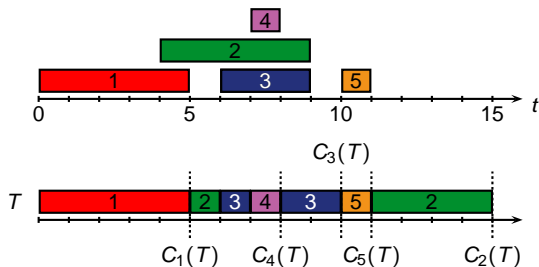 4
2
1 3 5
0 5 10 15 t
C₃(T)
T 1 2 3 4 3 5 2
C₁(T) C₄(T) C₅(T) C₂(T)